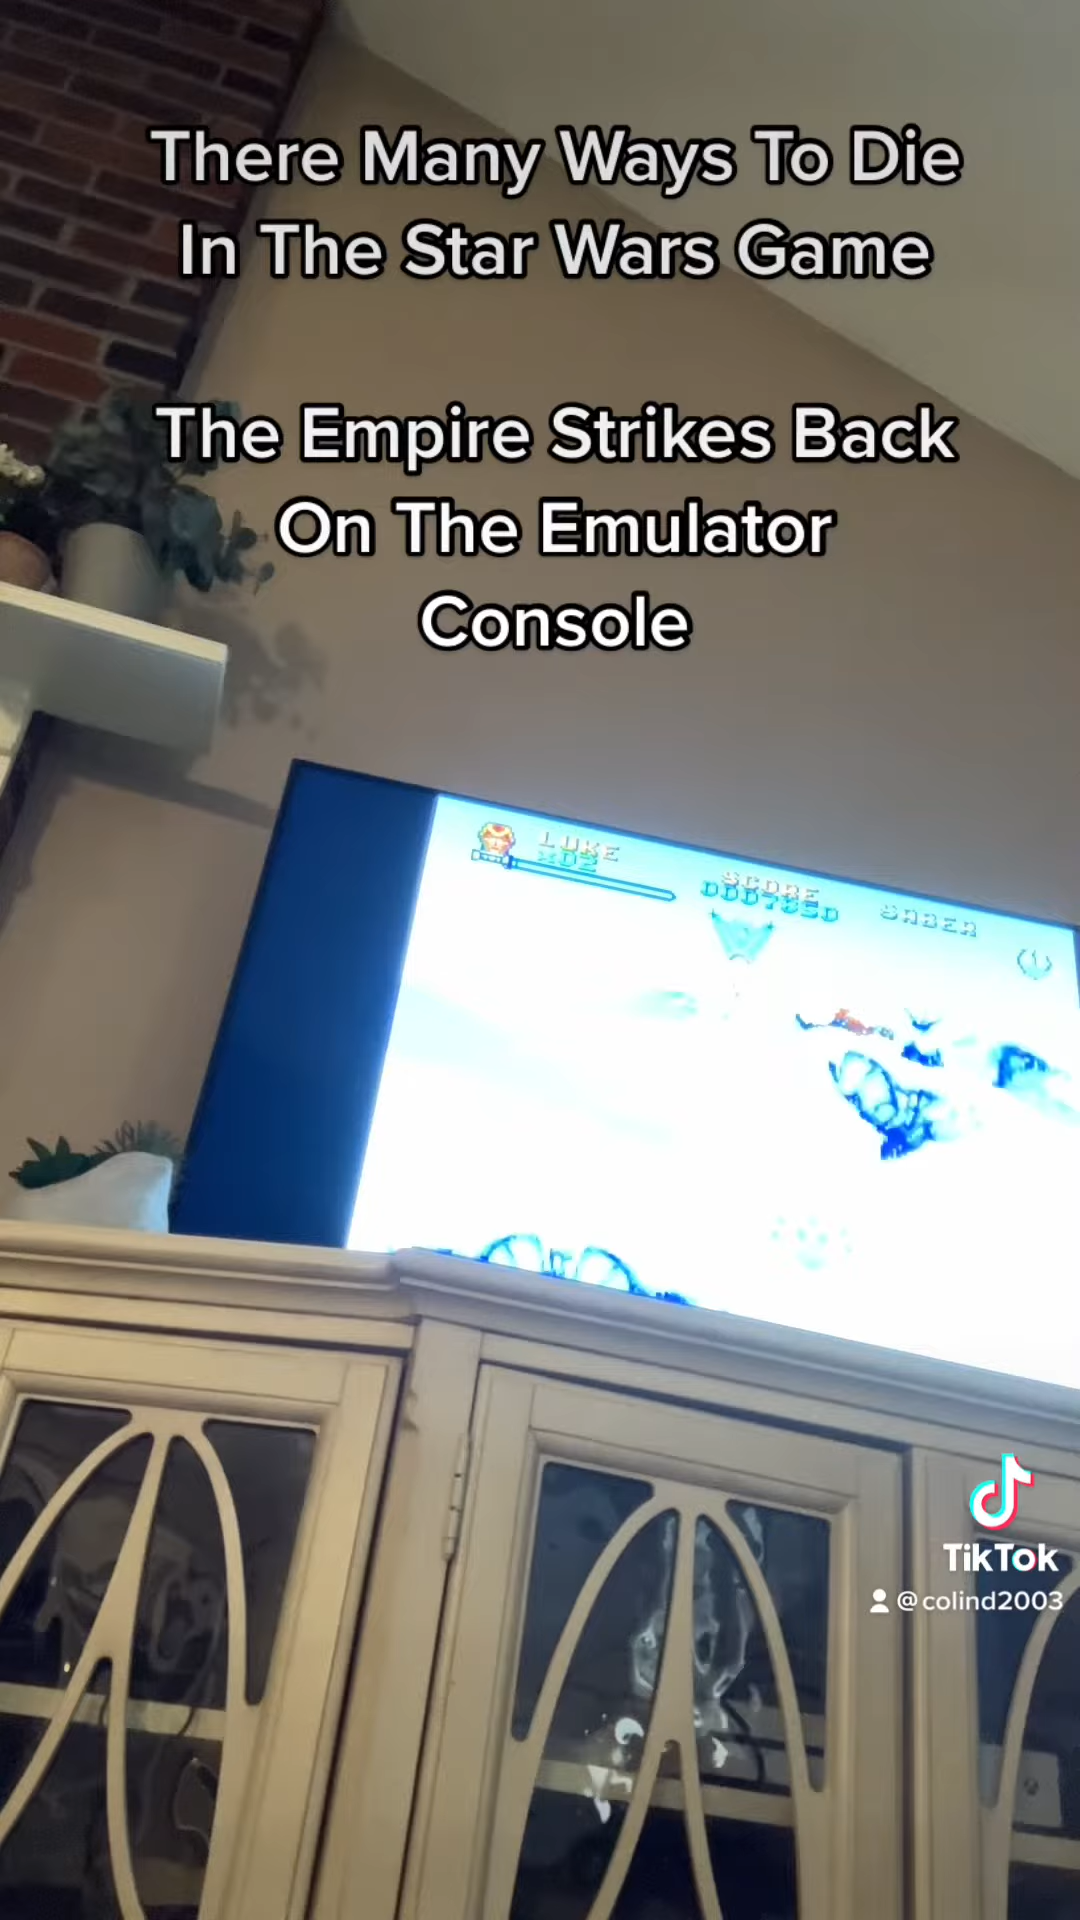 There Many Ways To Die
In The Star Wars Game
The Empire Strikes Back
On The Emulator
Console
LUKE
x02
SCORE
SABER
TikTok
@colind2003